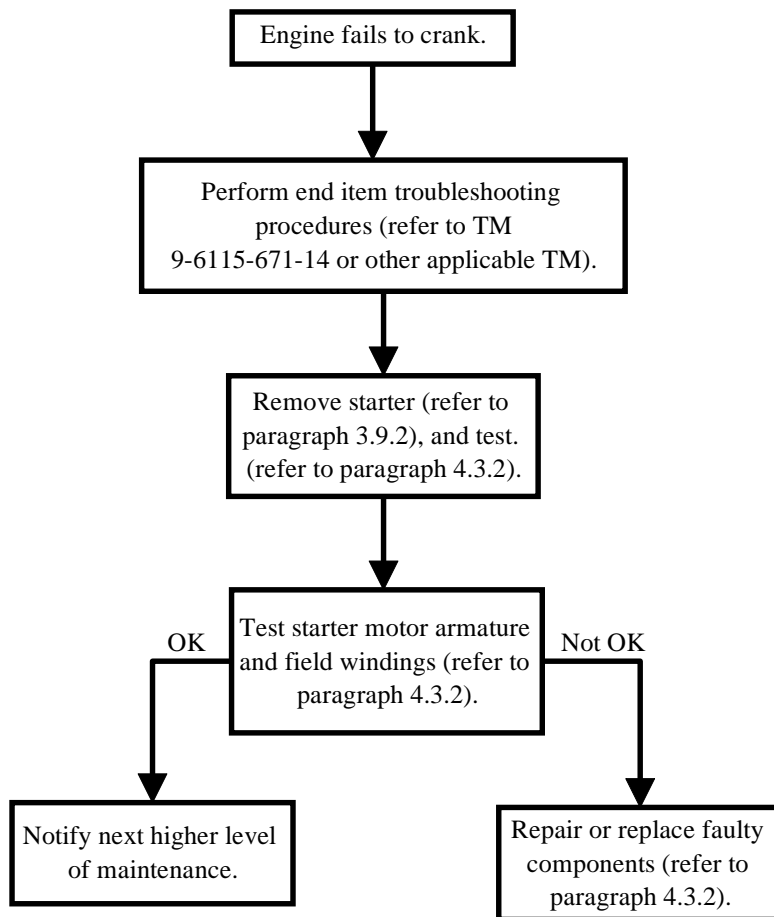 Engine fails to crank.
Perform end item troubleshooting
procedures (refer to TM
9-6115-671-14 or other applicable TM).
Remove starter (refer to
paragraph 3.9.2), and test.
(refer to paragraph 4.3.2).
Test starter motor armature
and field windings (refer to
paragraph 4.3.2).
OK
Not OK
Notify next higher level
of maintenance.
Repair or replace faulty
components (refer to
paragraph 4.3.2).